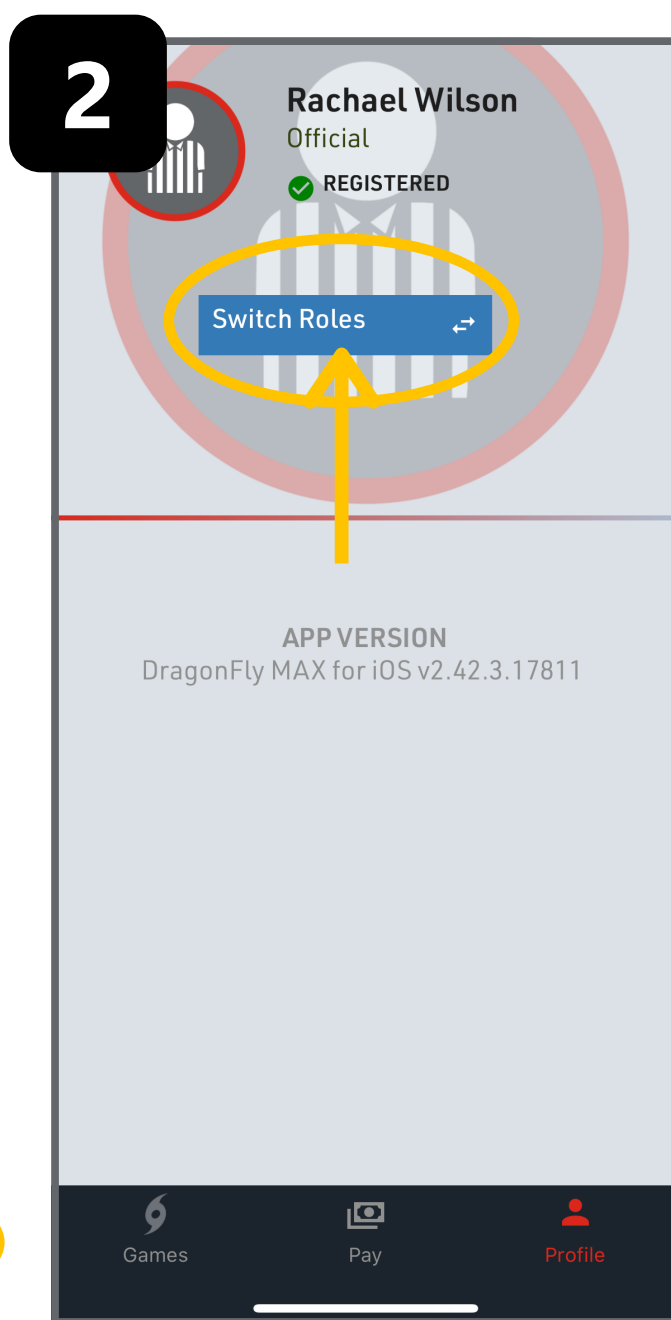 2
Rachael Wilson
Official
REGISTERED
Switch Roles
APP VERSION
DragonFly MAX for iOS v2.42.3.17811
Games
Pay
Profile